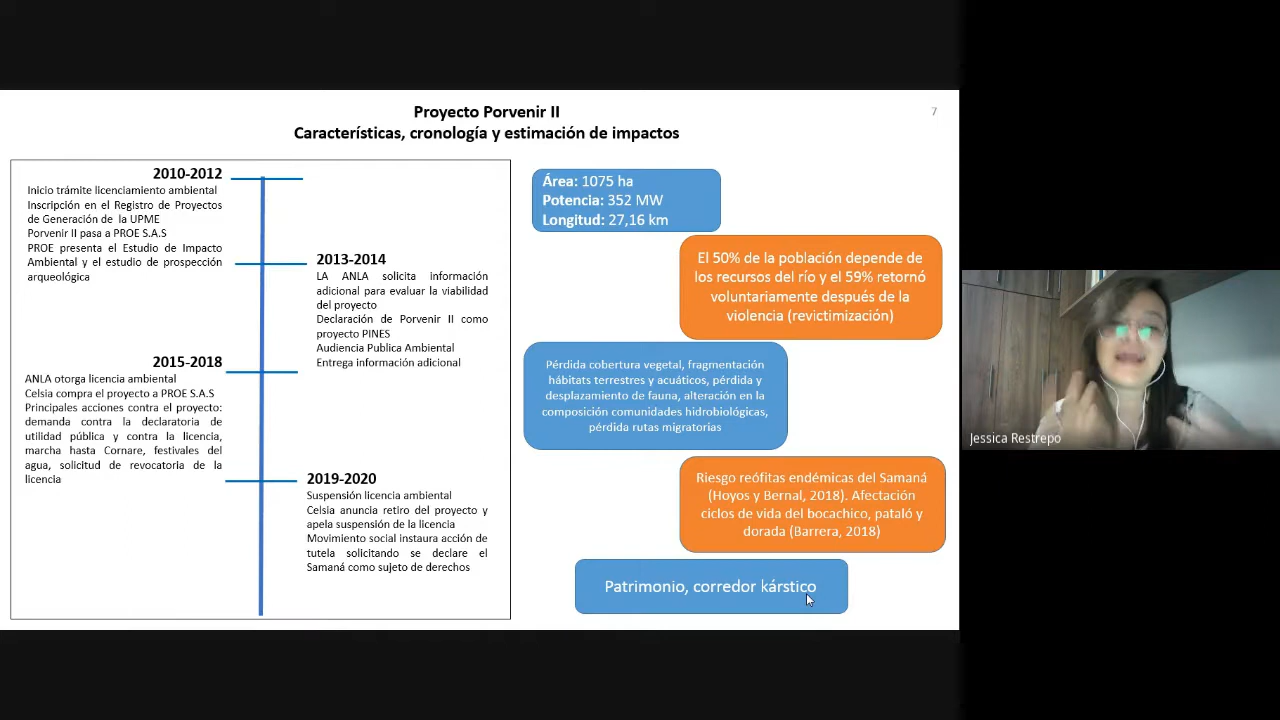 Proyecto Porvenir II
Características, cronología y estimación de impactos
7
2010-2012
Inicio trámite licenciamiento ambiental
Inscripción en el Registro de Proyectos
de Generación de la UPME
Porvenir II pasa a PROE S.A.S
PROE presenta el Estudio de Impacto
Ambiental y el estudio de prospección
arqueológica
2013-2014
LA ANLA solicita información
adicional para evaluar la viabilidad
del proyecto
Declaración de Porvenir II como
proyecto PINES
Audiencia Publica Ambiental
Entrega información adicional
2015-2018
ANLA otorga licencia ambiental
Celsia compra el proyecto a PROE S.A.S
Principales acciones contra el proyecto:
demanda contra la declaratoria de
utilidad pública y contra la licencia,
marcha hasta Cornare, festivales del
agua, solicitud de revocatoria de la
licencia
2019-2020
Suspensión licencia ambiental
Celsia anuncia retiro del proyecto y
apela suspensión de la licencia
Movimiento social instaura acción de
tutela solicitando se declare el
Samaná como sujeto de derechos
Área: 1075 ha
Potencia: 352 MW
Longitud: 27,16 km
El 50% de la población depende de
los recursos del río y el 59% retornó
voluntariamente después de la
violencia (revictimización)
Pérdida cobertura vegetal, fragmentación
hábitats terrestres y acuáticos, pérdida y
desplazamiento de fauna, alteración en la
composición comunidades hidrobiológicas,
pérdida rutas migratorias
Riesgo reófitas endémicas del Samaná
(Hoyos y Bernal, 2018). Afectación
ciclos de vida del bocachico, pataló y
dorada (Barrera, 2018)
Patrimonio, corredor kárstico
Jessica Restrepo